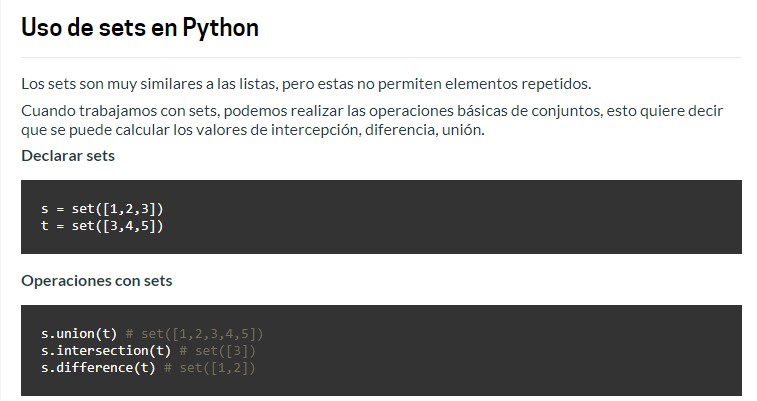 Uso de sets en Python
Los sets son muy similares a las listas, pero estas no permiten elementos repetidos.
Cuando trabajamos con sets, podemos realizar las operaciones básicas de conjuntos, esto quiere decir
que se puede calcular los valores de intercepción, diferencia, unión.
Declarar sets
s = set([1,2,3])
t = set([3,4,5])
Operaciones con sets
s.union(t) # set([1,2,3,4,5])
s.intersection(t) # set([3])
s.difference(t) # set([1,2])